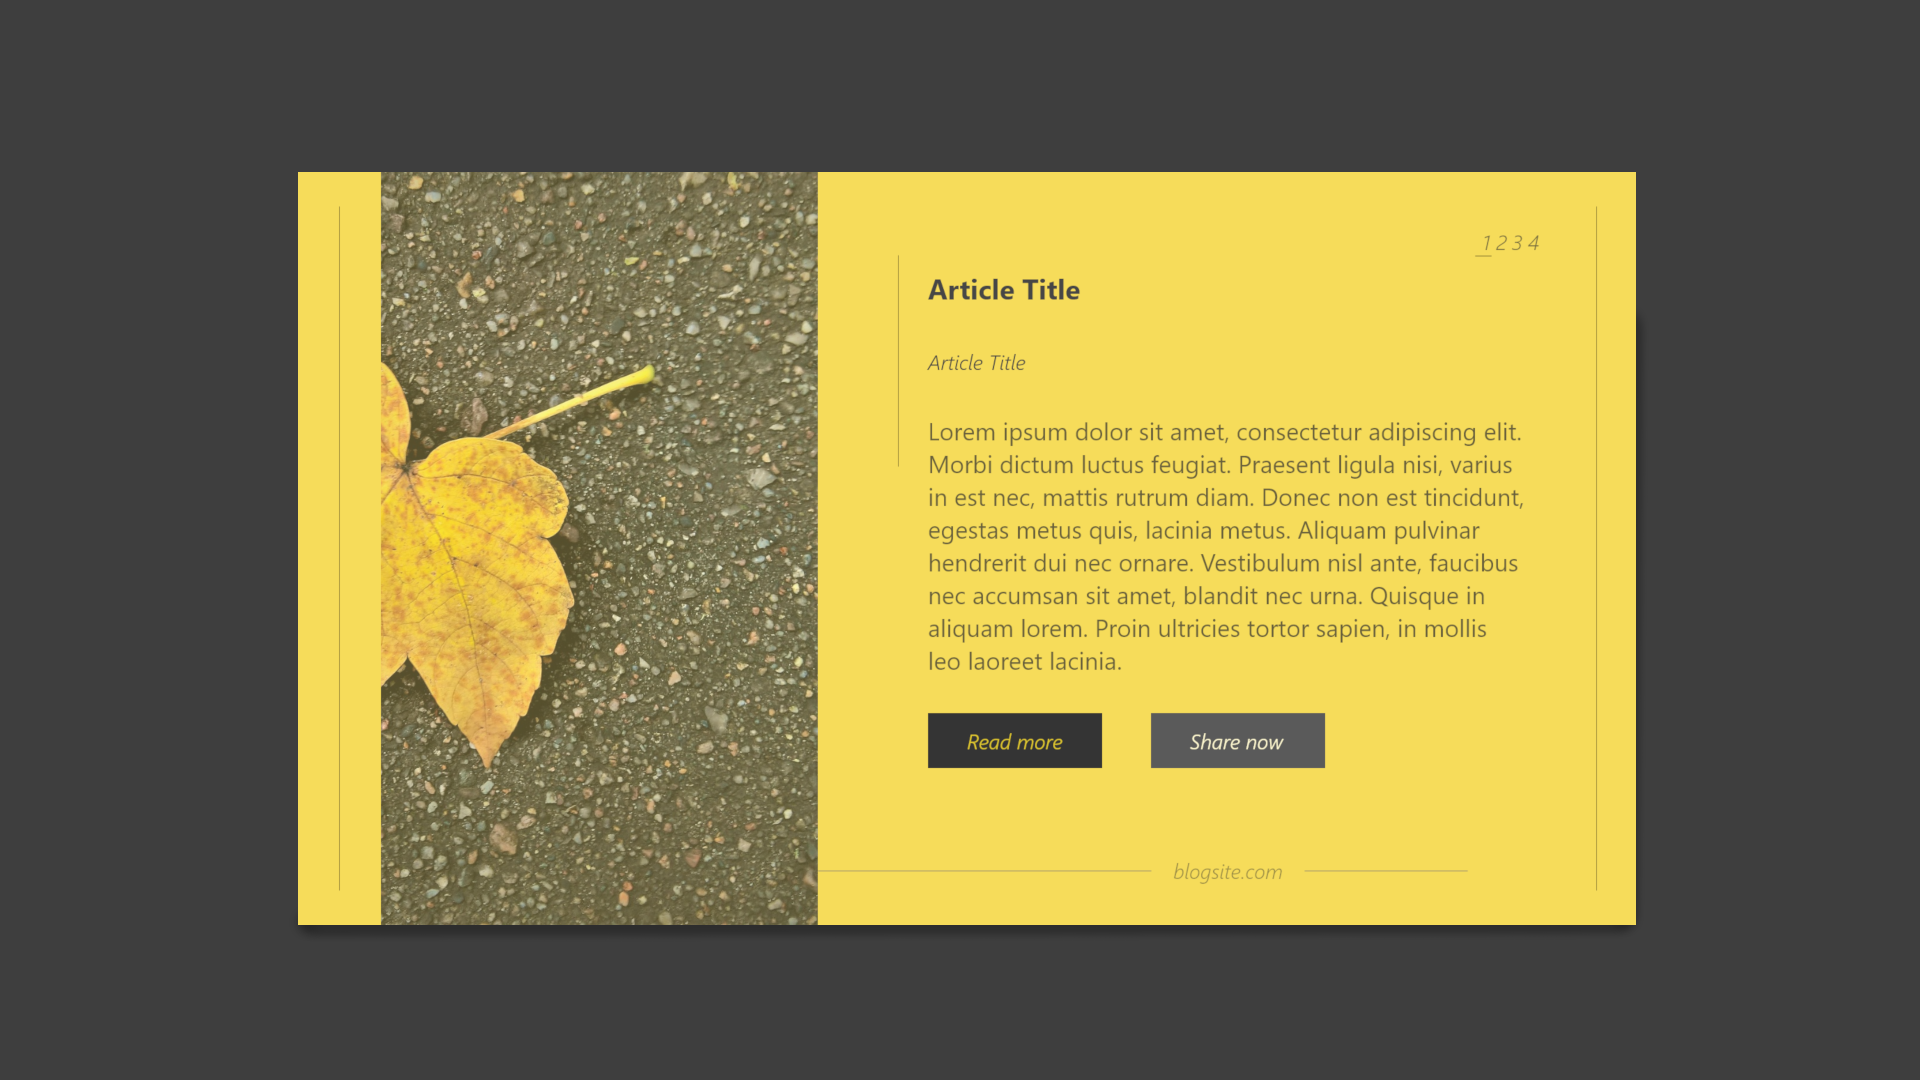 1 2 3 4
Article Title
Article Title
Lorem ipsum dolor sit amet, consectetur adipiscing elit.
Morbi dictum luctus feugiat. Praesent ligula nisi, varius
in est nec, mattis rutrum diam. Donec non est tincidunt,
egestas metus quis, lacinia metus. Aliquam pulvinar
hendrerit dui nec ornare. Vestibulum nisl ante, faucibus
nec accumsan sit amet, blandit nec urna. Quisque in
aliquam lorem. Proin ultricies tortor sapien, in mollis
leo laoreet lacinia.
Read more
Share now
blogsite.com